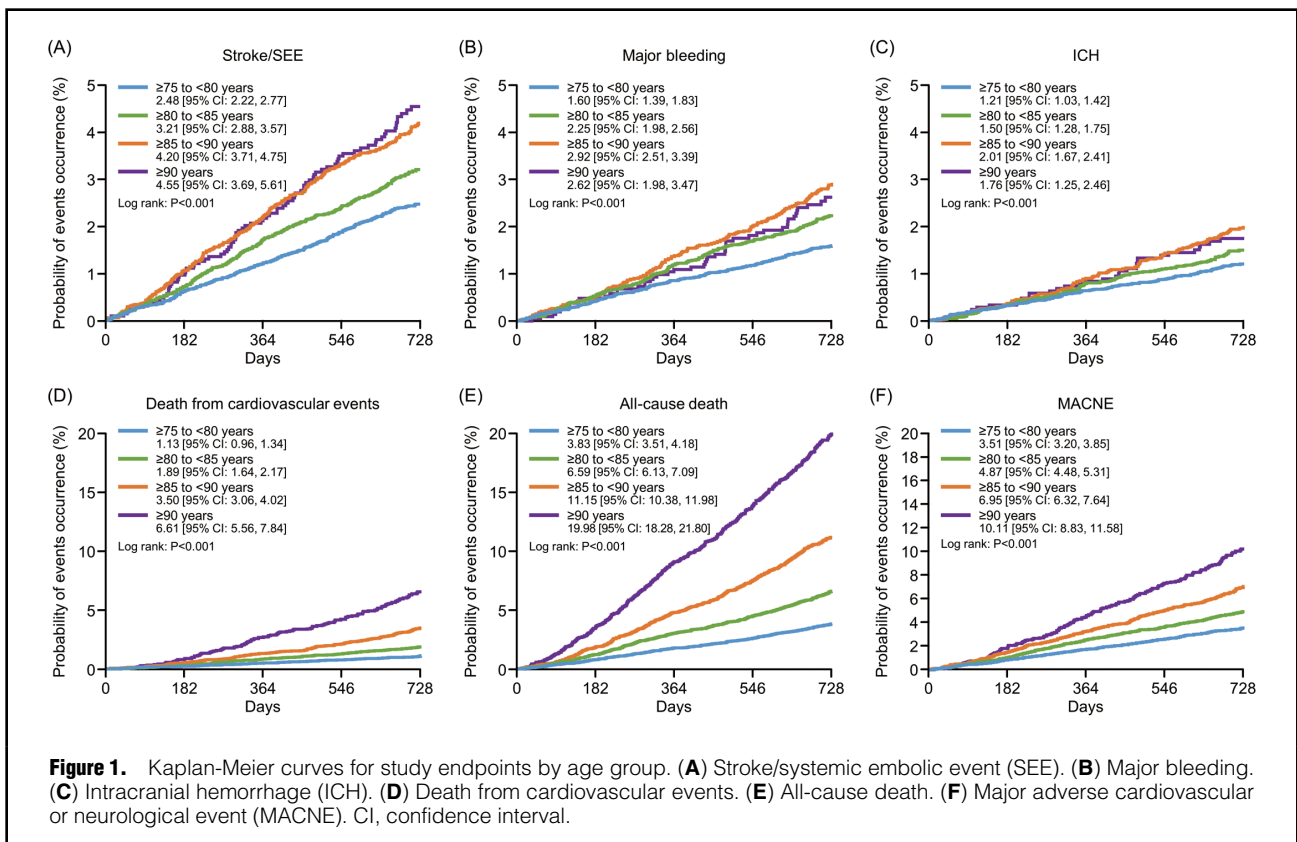 (A)
Stroke/SEE
Probability of events occurrence (%)
5
4
3
2
1
0
≥75 to <80 years
2.48 [95% CI: 2.22, 2.77]
≥80 to <85 years
3.21 [95% CI: 2.88, 3.57]
≥85 to <90 years
4.20 [95% CI: 3.71, 4.75]
≥90 years
4.55 [95% CI: 3.69, 5.61]
Log rank: P<0.001
0 182 364 546 728
Days
(B)
Major bleeding
Probability of events occurrence (%)
5
4
3
2
1
0
≥75 to <80 years
1.60 [95% CI: 1.39, 1.83]
≥80 to <85 years
2.25 [95% CI: 1.98, 2.56]
≥85 to <90 years
2.92 [95% CI: 2.51, 3.39]
≥90 years
2.62 [95% CI: 1.98, 3.47]
Log rank: P<0.001
0 182 364 546 728
Days
(C)
ICH
Probability of events occurrence (%)
5
4
3
2
1
0
≥75 to <80 years
1.21 [95% CI: 1.03, 1.42]
≥80 to <85 years
1.50 [95% CI: 1.28, 1.75]
≥85 to <90 years
2.01 [95% CI: 1.67, 2.41]
≥90 years
1.76 [95% CI: 1.25, 2.46]
Log rank: P<0.001
0 182 364 546 728
Days
(D)
Death from cardiovascular events
Probability of events occurrence (%)
20
15
10
5
0
≥75 to <80 years
1.13 [95% CI: 0.96, 1.34]
≥80 to <85 years
1.89 [95% CI: 1.64, 2.17]
≥85 to <90 years
3.50 [95% CI: 3.06, 4.02]
≥90 years
6.61 [95% CI: 5.56, 7.84]
Log rank: P<0.001
0 182 364 546 728
Days
(E)
All-cause death
Probability of events occurrence (%)
20
15
10
5
0
≥75 to <80 years
3.83 [95% CI: 3.51, 4.18]
≥80 to <85 years
6.59 [95% CI: 6.13, 7.09]
≥85 to <90 years
11.15 [95% CI: 10.38, 11.98]
≥90 years
19.98 [95% CI: 18.28, 21.80]
Log rank: P<0.001
0 182 364 546 728
Days
(F)
MACNE
Probability of events occurrence (%)
20
18
16
14
12
10
8
6
4
2
0
≥75 to <80 years
3.51 [95% CI: 3.20, 3.85]
≥80 to <85 years
4.87 [95% CI: 4.48, 5.31]
≥85 to <90 years
6.95 [95% CI: 6.32, 7.64]
≥90 years
10.11 [95% CI: 8.83, 11.58]
Log rank: P<0.001
0 182 364 546 728
Days
Figure 1. Kaplan-Meier curves for study endpoints by age group. (A) Stroke/systemic embolic event (SEE). (B) Major bleeding.
(C) Intracranial hemorrhage (ICH). (D) Death from cardiovascular events. (E) All-cause death. (F) Major adverse cardiovascular
or neurological event (MACNE). CI, confidence interval.